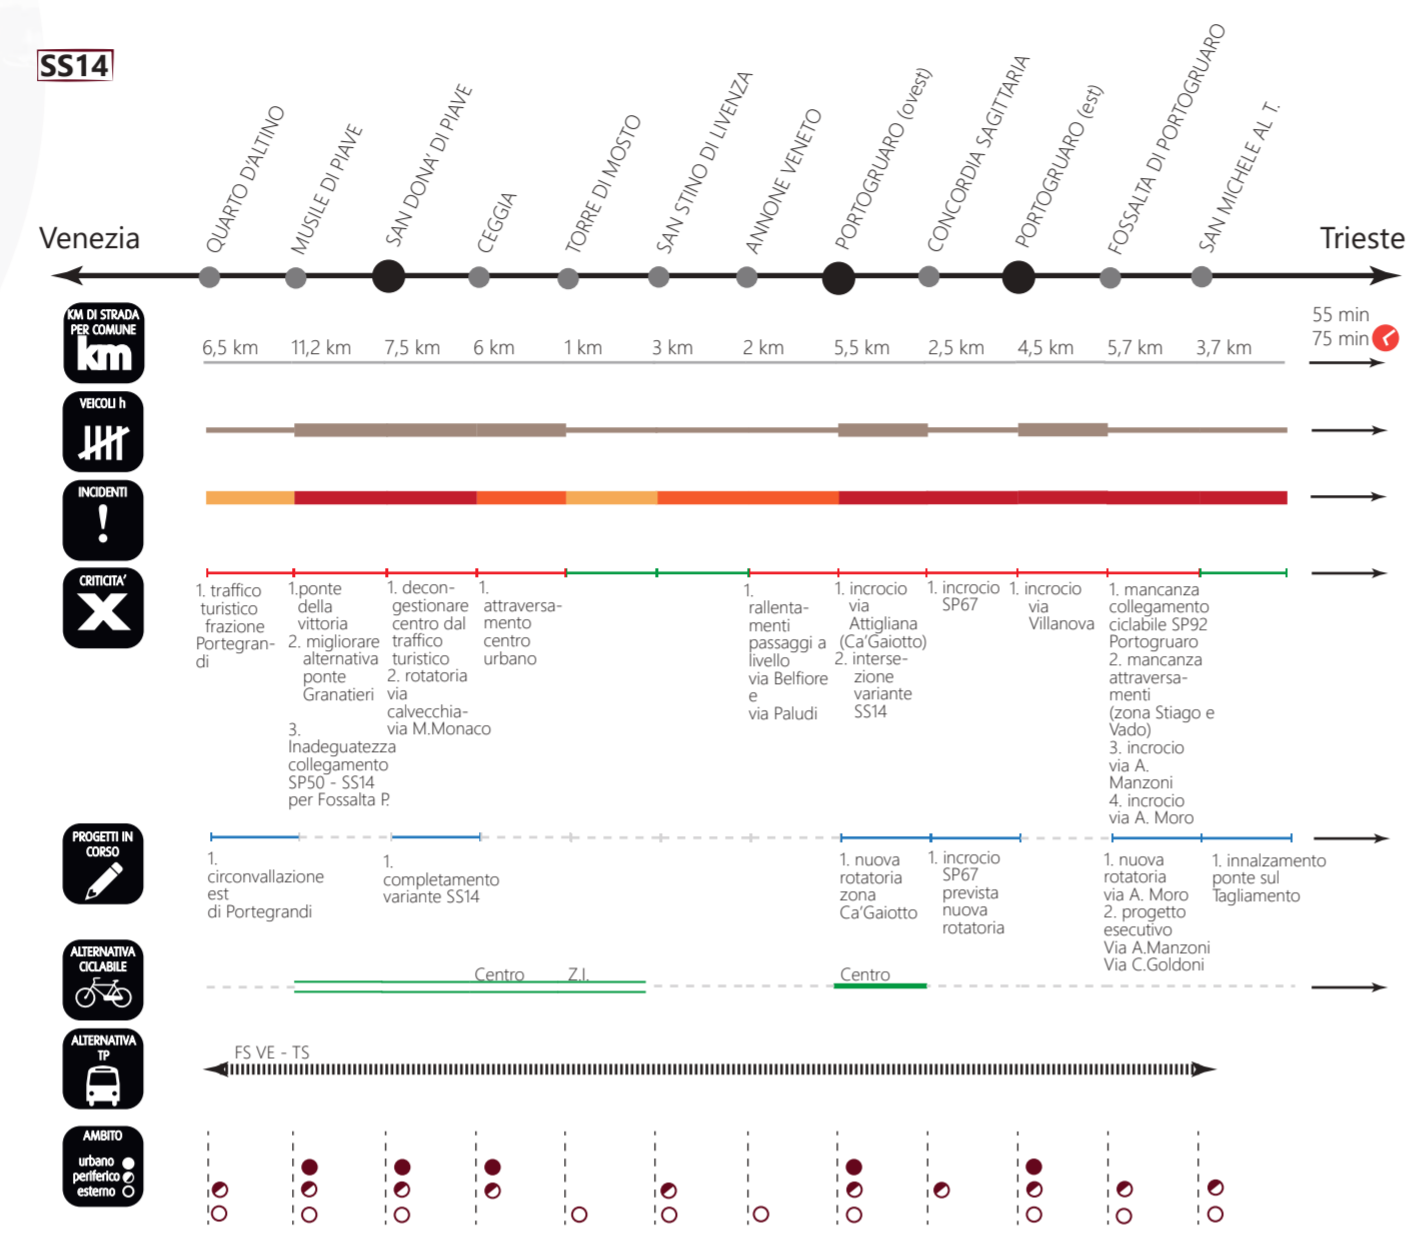 SS14
QUARTO D'ALTINO
MUSILE DI PIAVE
SAN DONA' DI PIAVE
CEGGIA
TORRE DI MOSTO
SAN STINO DI LIVENZA
ANNONE VENETO
PORTOGRUARO (ovest)
CONCORDIA SAGITTARIA
PORTOGRUARO (est)
FOSSALTA DI PORTOGRUARO
SAN MICHELE AL T.
Venezia
Trieste
KM DI STRADA
PER COMUNE
km
6,5 km
11,2 km
7,5 km
6 km
1 km
3 km
2 km
5,5 km
2,5 km
4,5 km
5,7 km
3,7 km
55 min
75 min
VEICOLI h
INCIDENTI
!
CRITICITA'
X
1. traffico
turistico
frazione
Portegran-
di
1.ponte
della
vittoria
2. migliorare
alternativa
ponte
Granatieri
3.
Inadeguatezza
collegamento
SP50 - SS14
per Fossalta P.
1. decon-
gestionare
centro dal
traffico
turistico
2. rotatoria
via
calvecchia-
via M.Monaco
1.
attraversa-
mento
centro
urbano
1.
rallenta-
menti
passaggi a
livello
via Belfiore
e
via Paludi
1. incrocio
via
Attigliana
(Ca'Gaiotto)
2. interse-
zione
variante
SS14
1. incrocio
SP67
1. incrocio
via
Villanova
1. mancanza
collegamento
ciclabile SP92
Portogruaro
2. mancanza
attraversa-
menti
(zona Stiago e
Vado)
3. incrocio
via A.
Manzoni
4. incrocio
via A. Moro
PROGETTI IN
CORSO
1.
circonvallazione
est
di Portegrandi
1.
completamento
variante SS14
1. nuova
rotatoria
zona
Ca'Gaiotto
1. incrocio
SP67
prevista
nuova
rotatoria
1. nuova
rotatoria
via A. Moro
2. progetto
esecutivo
Via A.Manzoni
Via C.Goldoni
1. innalzamento
ponte sul
Tagliamento
ALTERNATIVA
CICLABILE
Centro
Z.I.
Centro
ALTERNATIVA
TP
FS VE - TS
AMBITO
urbano
periferico
esterno